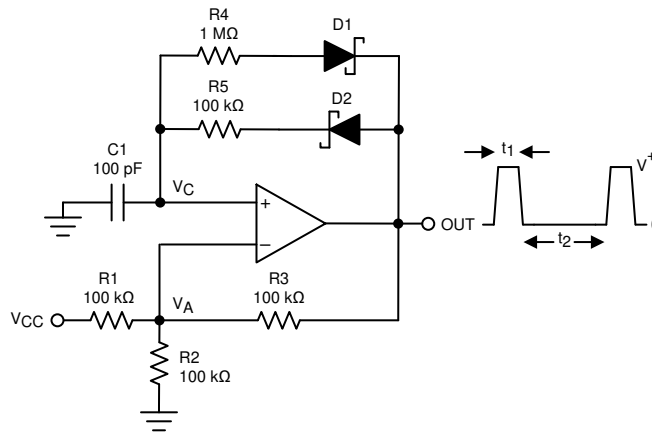 R4
1 MΩ
D1
R5
100 kΩ
D2
C1
100 pF
VC
+
−
OUT
t1
V+
t2
R1
100 kΩ
VA
R3
100 kΩ
VCC
R2
100 kΩ